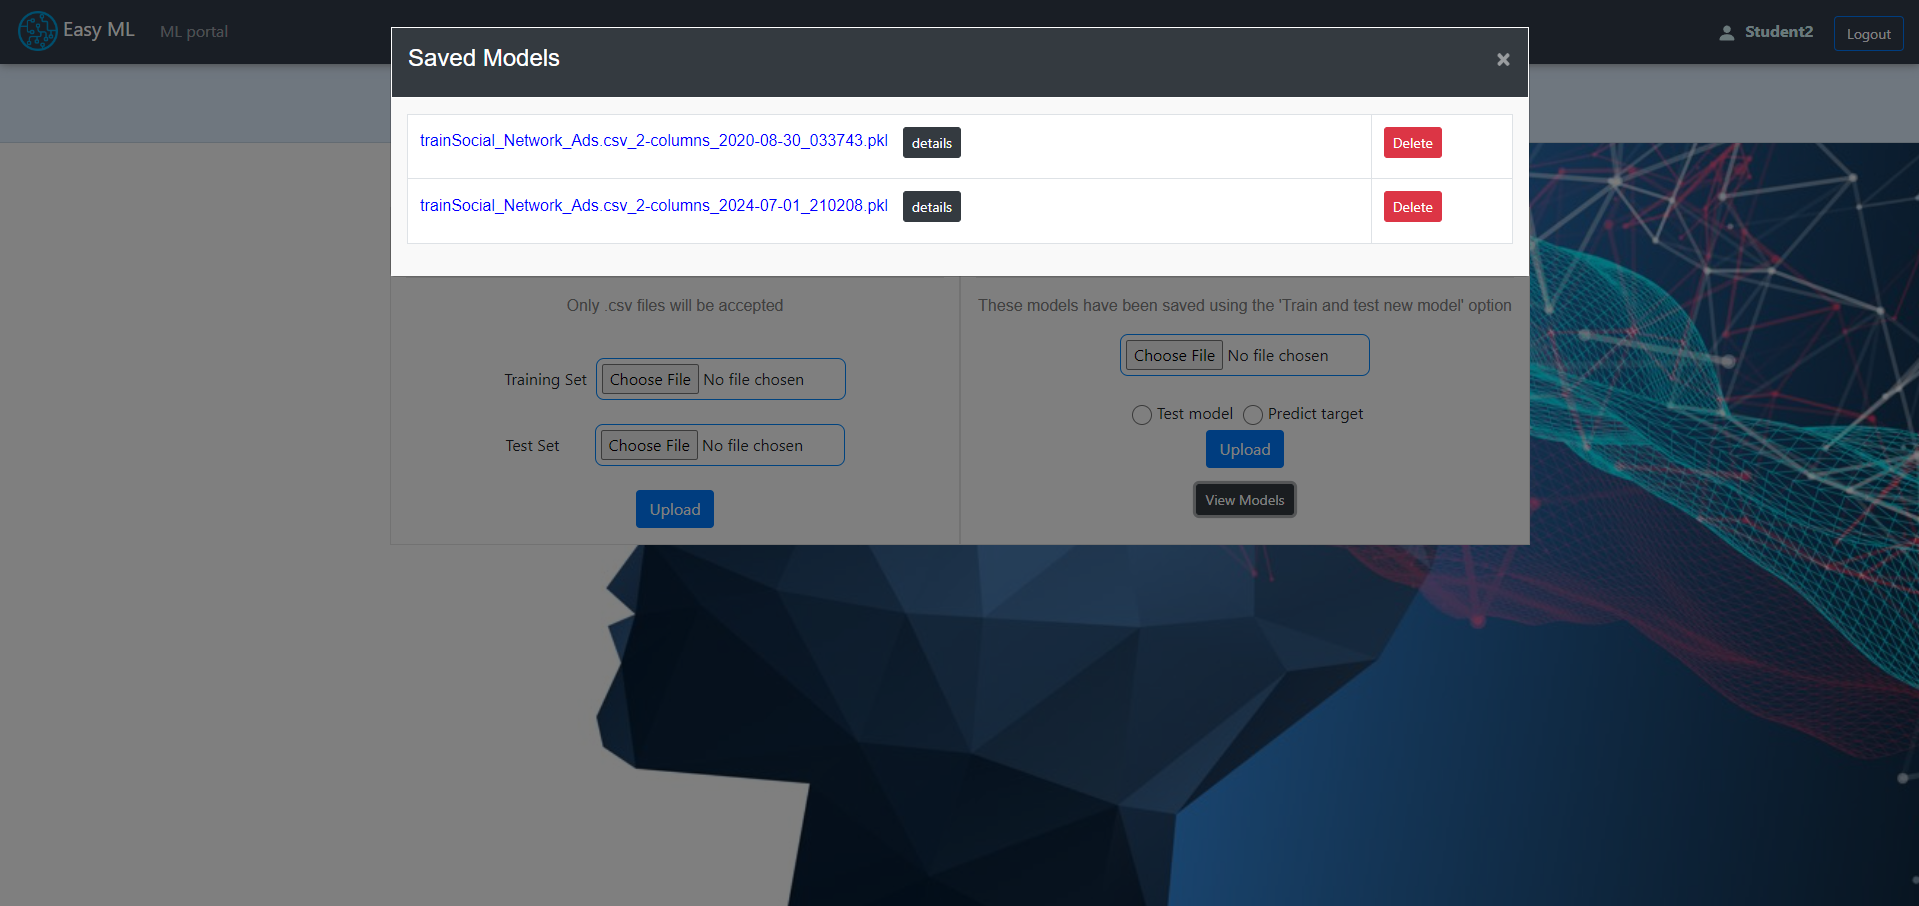 Easy ML
ML portal
Student2
Logout
Saved Models
×
trainSocial_Network_Ads.csv_2-columns_2020-08-30_033743.pkl details Delete
trainSocial_Network_Ads.csv_2-columns_2024-07-01_210208.pkl details Delete
Only .csv files will be accepted
Training Set Choose File No file chosen
Test Set Choose File No file chosen
Upload
These models have been saved using the 'Train and test new model' option
Choose File No file chosen
Test model Predict target
Upload
View Models